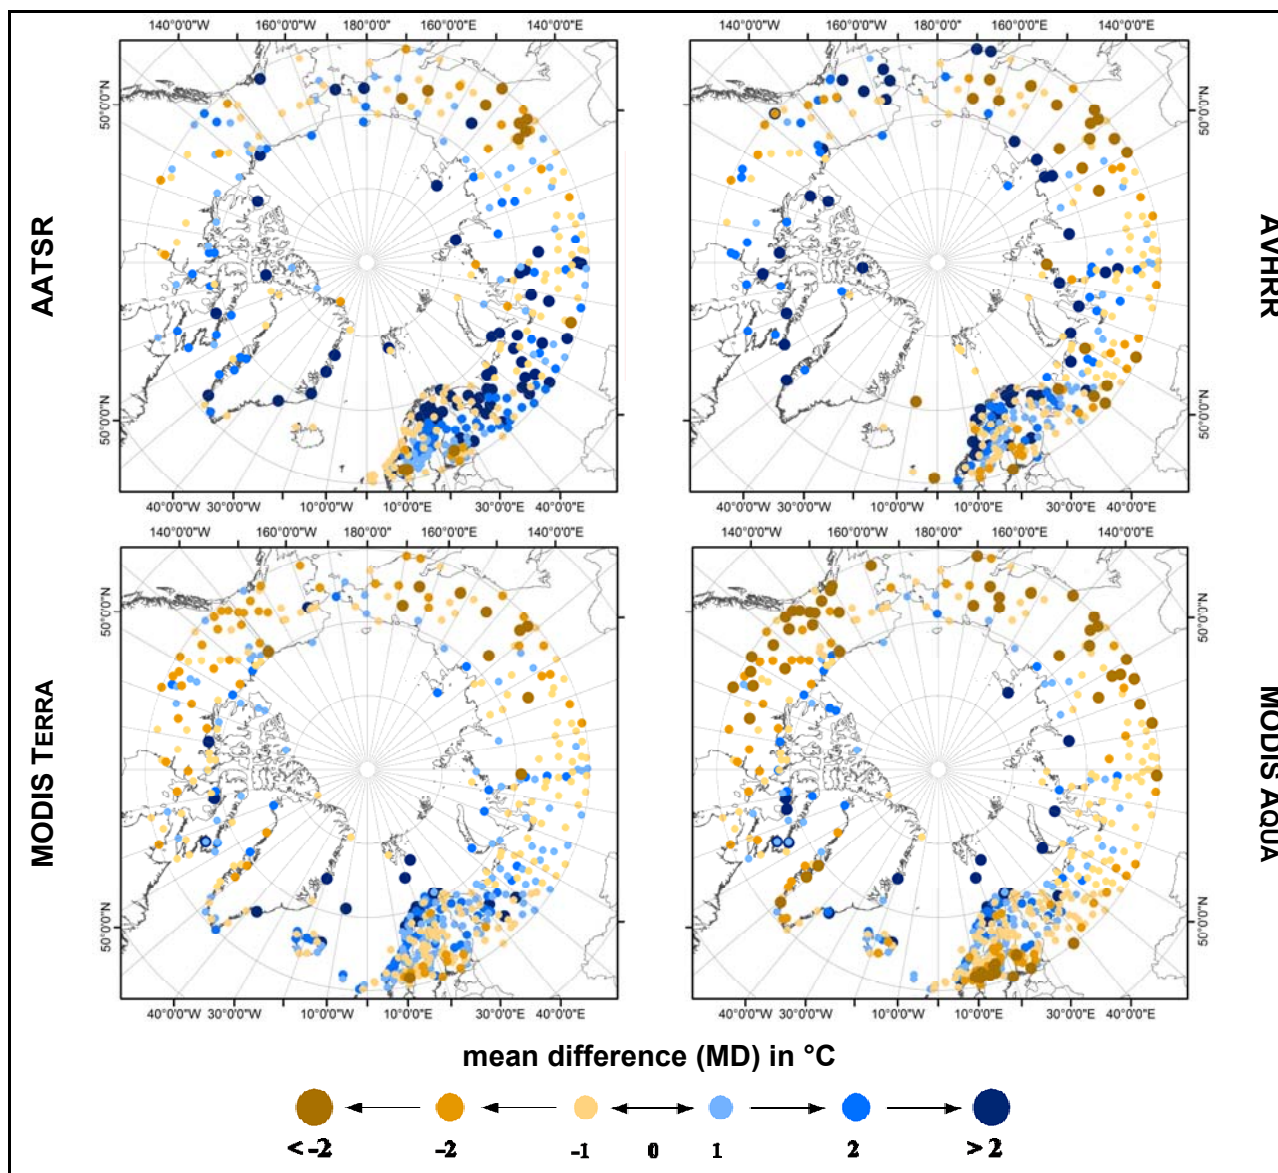 140°0'0"W 160°0'0"W 180°0'0"W 160°0'0"W 140°0'0"W
140°0'0"W 160°0'0"W 180°0'0"W 160°0'0"W 140°0'0"W
50°0'0"N
50°0'0"N
AATSR
AVHRR
50°0'0"N
50°0'0"N
40°0'0"W 30°0'0"W 10°0'0"W 10°0'0"E 30°0'0"E 40°0'0"E
40°0'0"W 30°0'0"W 10°0'0"W 10°0'0"E 30°0'0"E 40°0'0"E
140°0'0"W 160°0'0"W 180°0'0"W 160°0'0"W 140°0'0"W
140°0'0"W 160°0'0"W 180°0'0"W 160°0'0"W 140°0'0"W
50°0'0"N
50°0'0"N
MODIS TERRA
MODIS AQUA
50°0'0"N
50°0'0"N
40°0'0"W 30°0'0"W 10°0'0"W 10°0'0"E 30°0'0"E 40°0'0"E
40°0'0"W 30°0'0"W 10°0'0"W 10°0'0"E 30°0'0"E 40°0'0"E
mean difference (MD) in °C
< -2 -2 -1 0 1 2 > 2